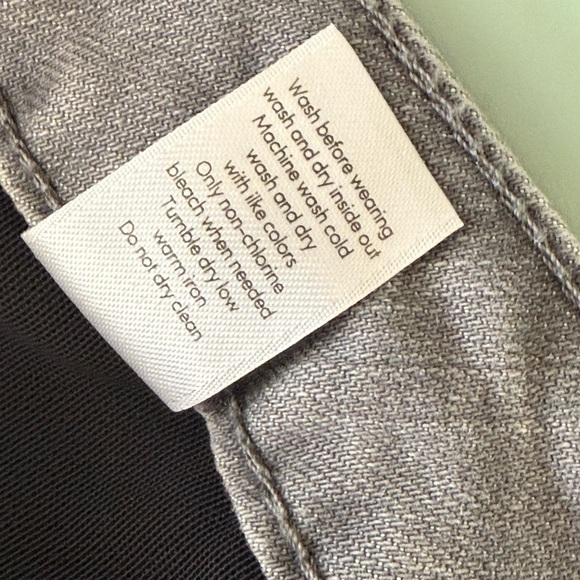 Wash before wearing
wash and dry inside out
Machine wash cold
wash and dry
with like colors
Only non-chlorine
bleach when needed
Tumble dry low
warm iron
Do not dry clean